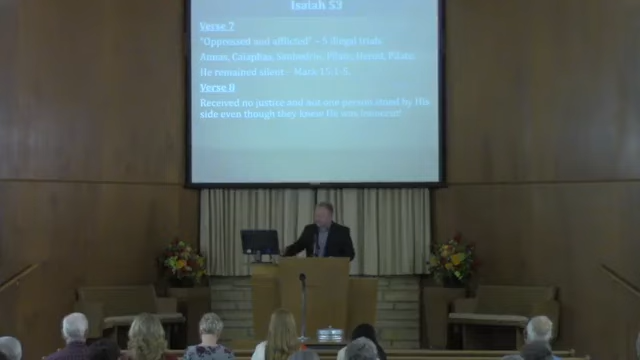 Isaiah 53
Verse 7
"Oppressed and afflicted" – 5 illegal trials
Annas, Caiaphas, Sanhedrin, Pilate, Herod, Pilate
He remained silent – Mark 15:1-5
Verse 8
Received no justice and not one person stood by His
side even though they knew He was innocent!